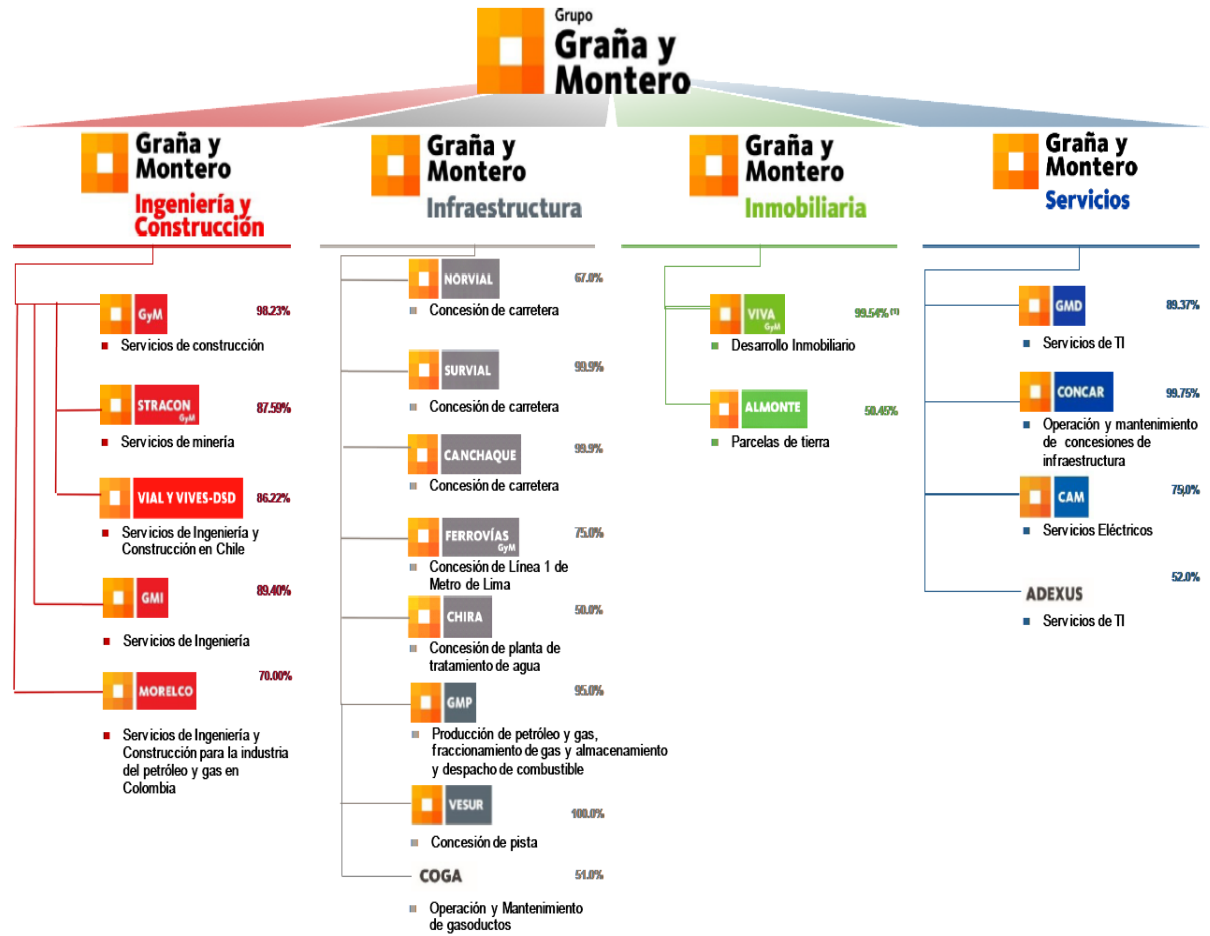 Grupo
Graña y
Montero
Graña y
Montero
Ingeniería y
Construcción
GyM
98.23%
Servicios de construcción
STRACON
GyM
87.59%
Servicios de minería
VIAL Y VIVES-DSD
86.22%
Servicios de Ingeniería y
Construcción en Chile
GMI
89.40%
Servicios de Ingeniería
MORELCO
70.00%
Servicios de Ingeniería y
Construcción para la industria
del petróleo y gas en
Colombia
Graña y
Montero
Infraestructura
NORVIAL
67.0%
Concesión de carretera
SURVIAL
99.9%
Concesión de carretera
CANCHAQUE
99.9%
Concesión de carretera
FERROVÍAS
GyM
75.0%
Concesión de Línea 1 de
Metro de Lima
CHIRA
50.0%
Concesión de planta de
tratamiento de agua
GMP
95.0%
Producción de petróleo y gas,
fraccionamiento de gas y almacenamiento
y despacho de combustible
VESUR
100.0%
Concesión de pista
COGA
51.0%
Operación y Mantenimiento
de gasoductos
Graña y
Montero
Inmobiliaria
VIVA
GyM
99.54% (1)
Desarrollo Inmobiliario
ALMONTE
50.45%
Parcelas de tierra
Graña y
Montero
Servicios
GMD
89.37%
Servicios de TI
CONCAR
99.75%
Operación y mantenimiento
de concesiones de
infraestructura
CAM
75,0%
Servicios Eléctricos
ADEXUS
52.0%
Servicios de TI